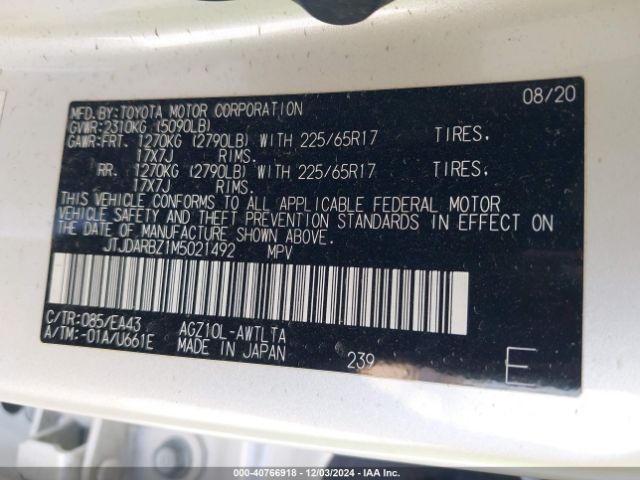 MFD.BY:TOYOTA MOTOR CORPORATION 08/20
GVWR:2310KG (5090LB)
GAWR:FRT. 1270KG (2790LB) WITH 225/65R17 TIRES,
17X7J RIMS.
RR. 1270KG (2790LB) WITH 225/65R17 TIRES,
17X7J RIMS.
THIS VEHICLE CONFORMS TO ALL APPLICABLE FEDERAL MOTOR
VEHICLE SAFETY AND THEFT PREVENTION STANDARDS IN EFFECT ON
THE DATE OF MANUFACTURE SHOWN ABOVE.
JTJDARBZ1M5021492 MPV
C/TR:085/EA43 AGZ10L-AWTLTA
A/TM:-01A/U661E MADE IN JAPAN 239 E
000-40766918 - 12/03/2024 - IAA Inc.